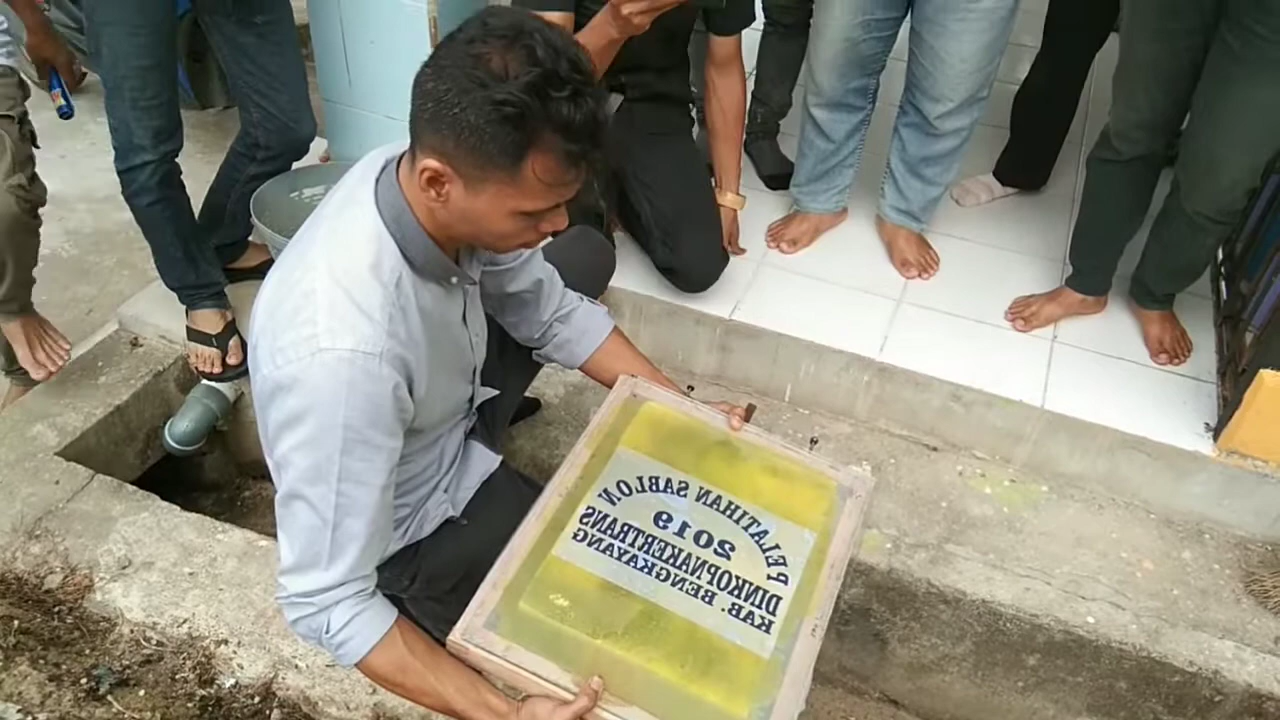 PELATIHAN SABLON
2019
DINKOPNAKERTRANS
KAB. BENGKAYANG